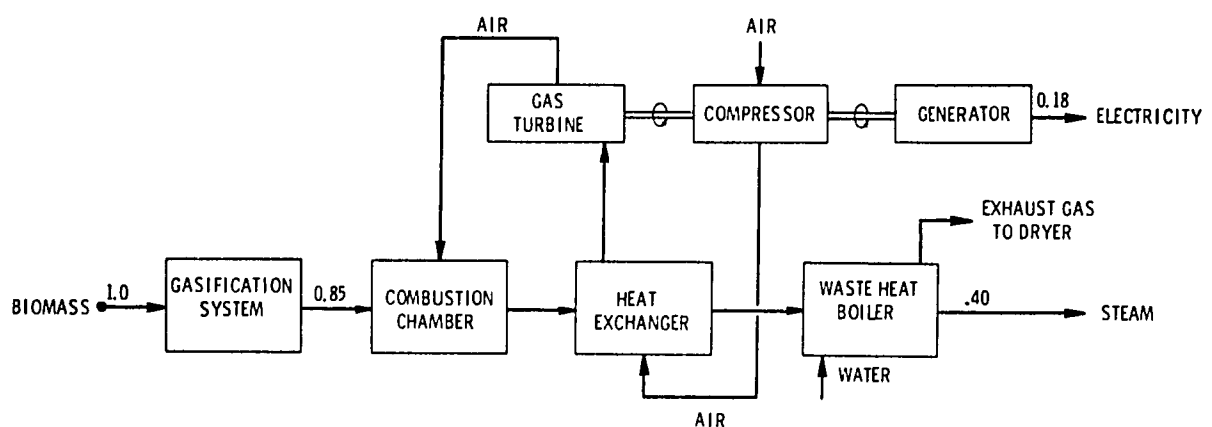 AIR
AIR
GAS
TURBINE
COMPRESSOR
GENERATOR
0.18
ELECTRICITY
EXHAUST GAS
TO DRYER
BIOMASS
1.0
GASIFICATION
SYSTEM
0.85
COMBUSTION
CHAMBER
HEAT
EXCHANGER
WASTE HEAT
BOILER
.40
STEAM
WATER
AIR